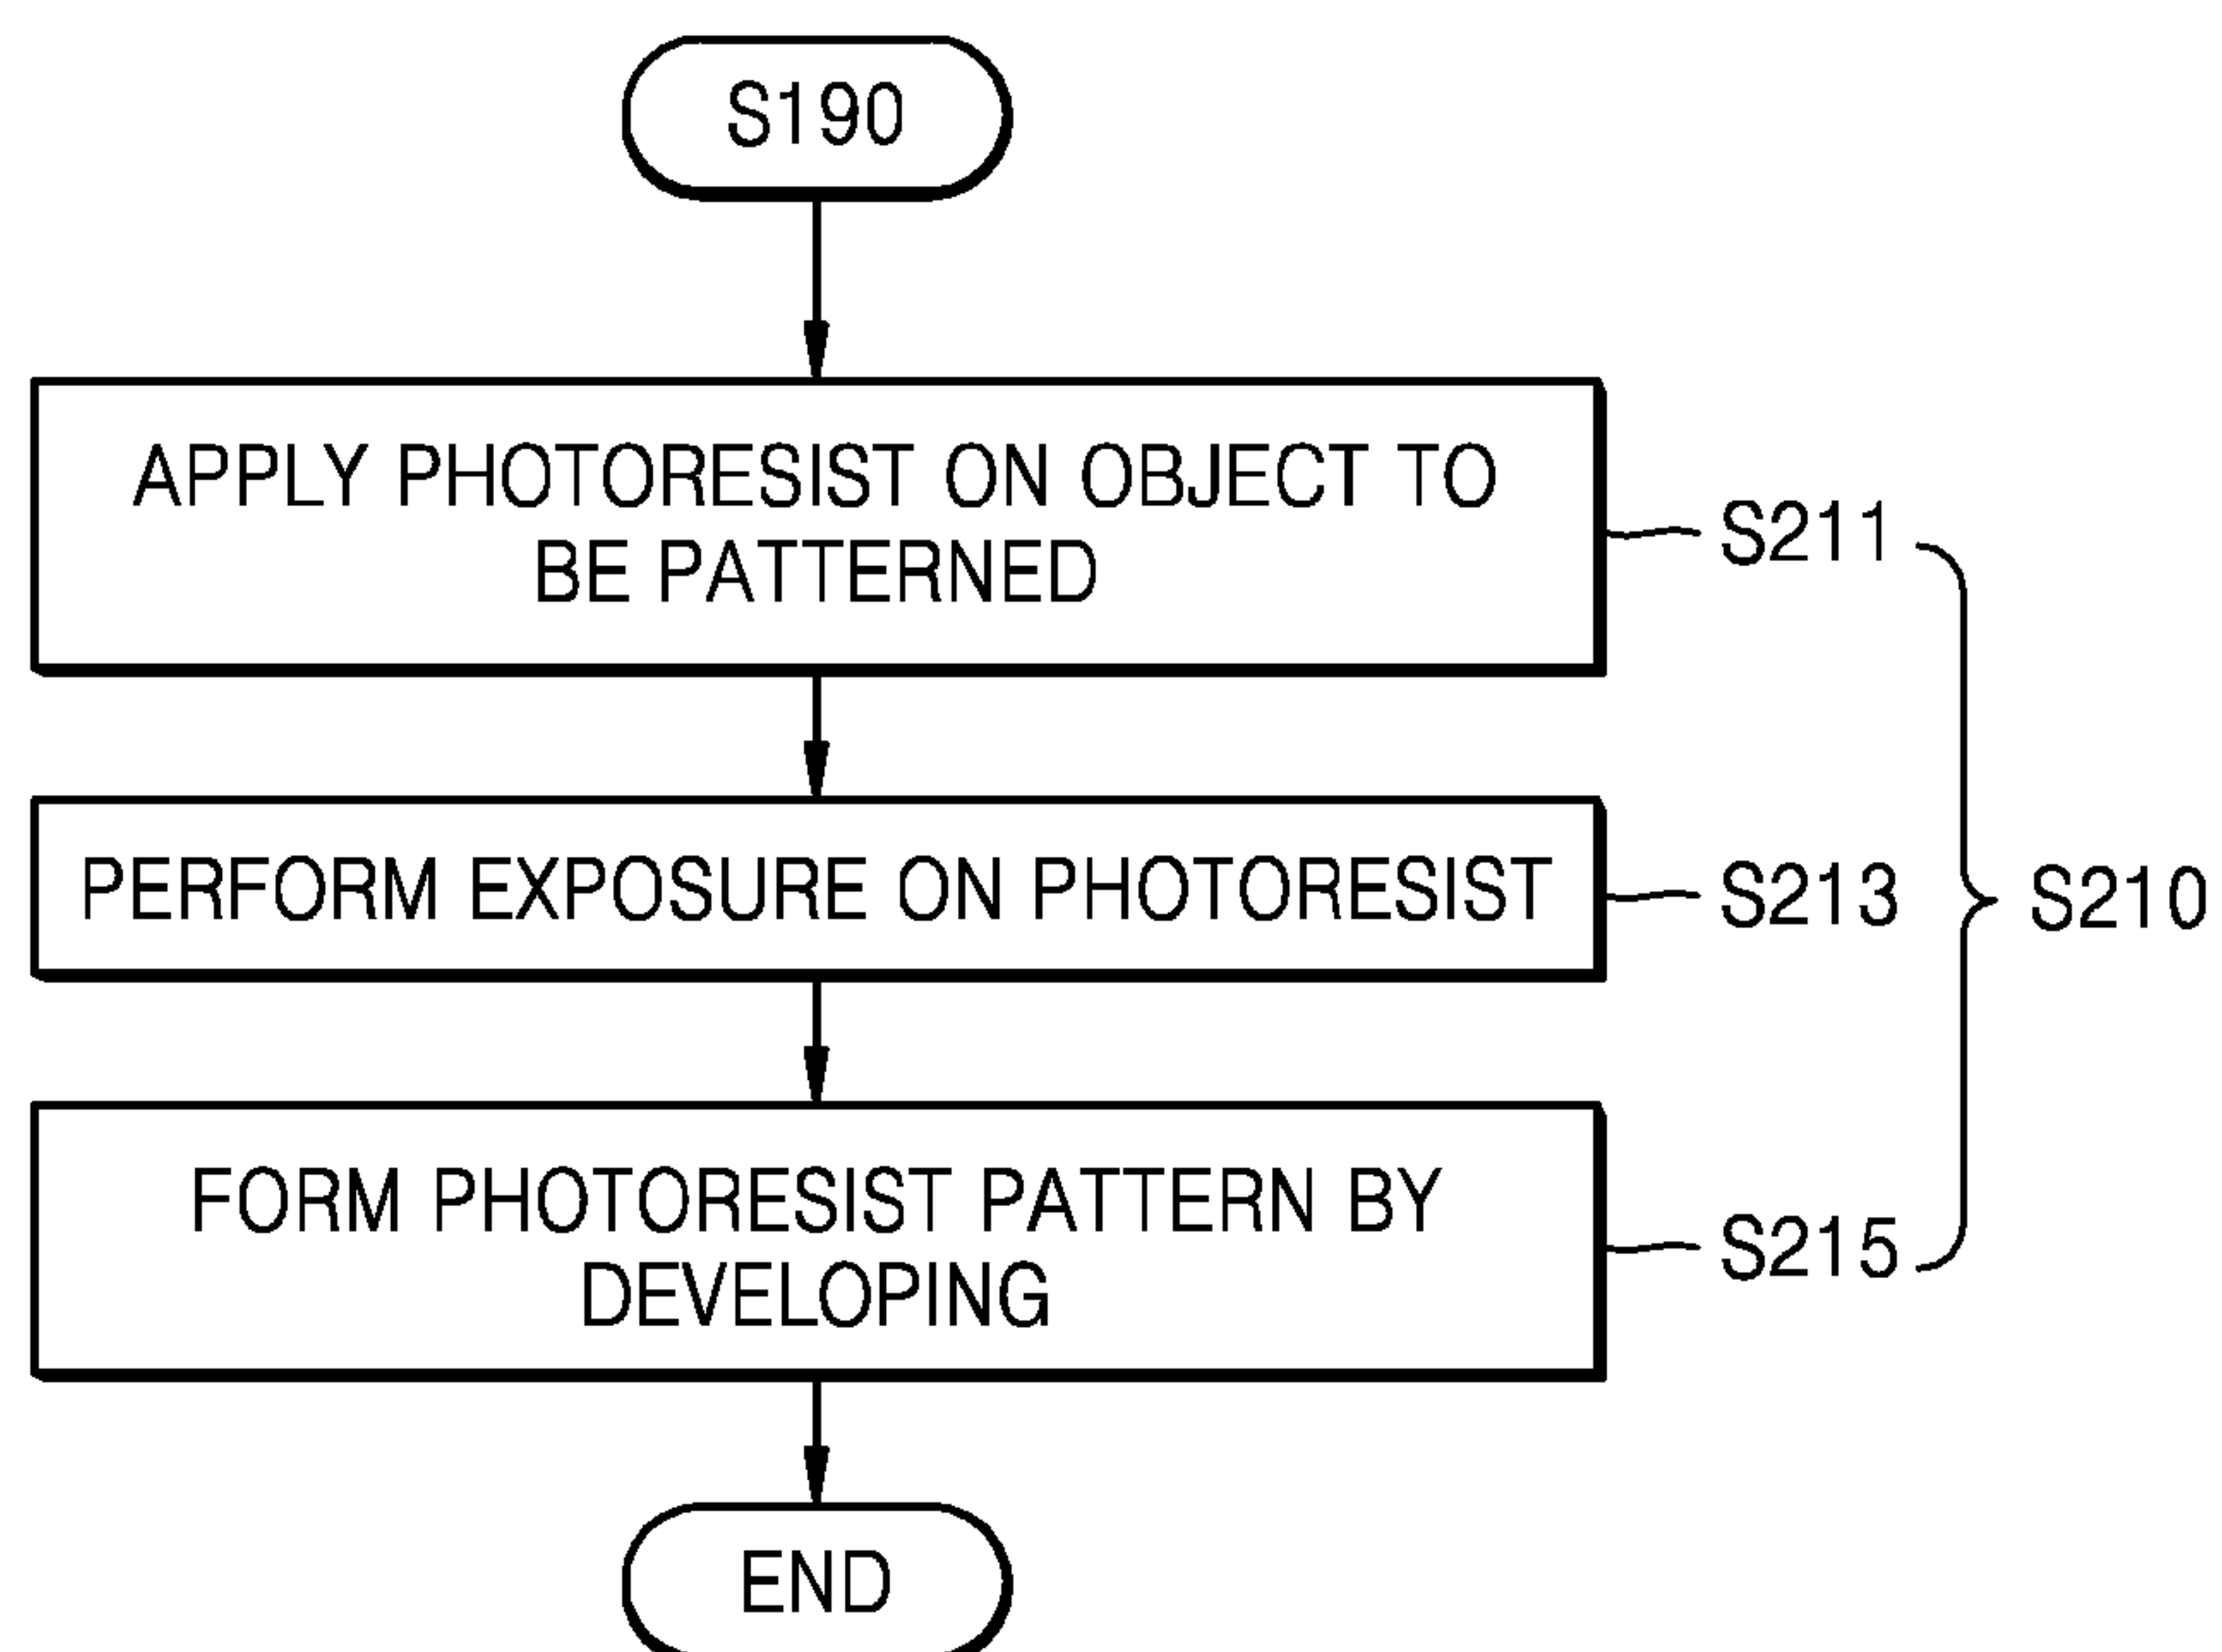 S190
APPLY PHOTORESIST ON OBJECT TO
BE PATTERNED
S211
PERFORM EXPOSURE ON PHOTORESIST
S213
S210
FORM PHOTORESIST PATTERN BY
DEVELOPING
S215
END